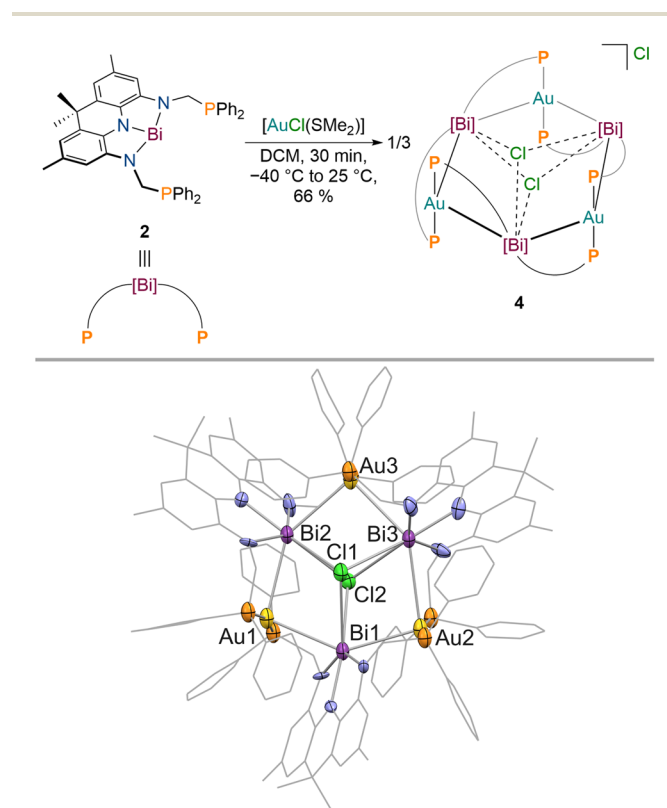 N
PPh2
N
Bi
N
PPh2
2
[AuCl(SMe2)]
DCM, 30 min,
−40 °C to 25 °C,
66 %
1/3
P
Cl
Au
[Bi]
P
[Bi]
Cl
Cl
P
P
Au
Au
P
[Bi]
P
4
[Bi]
P
P
Au3
Bi2
Bi3
Cl1
Cl2
Au1
Bi1
Au2